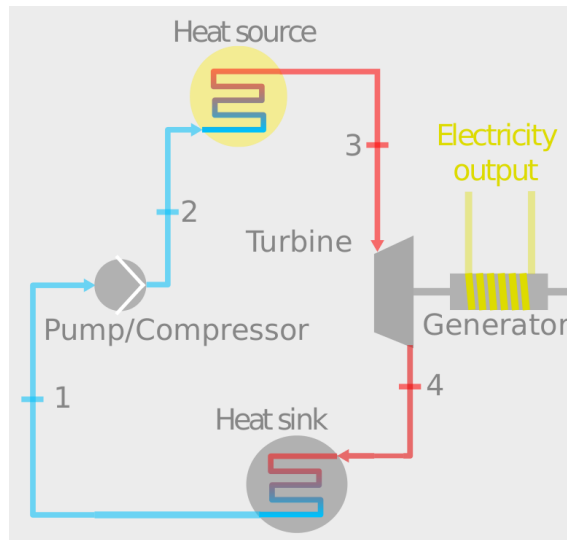 Heat source
3
Electricity
output
2
Turbine
Pump/Compressor
Generator
1
4
Heat sink